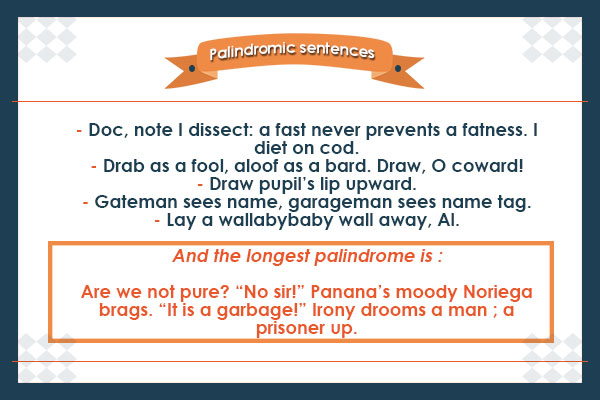 Palindromic sentences
- Doc, note I dissect: a fast never prevents a fatness. I
diet on cod.
- Drab as a fool, aloof as a bard. Draw, O coward!
- Draw pupil’s lip upward.
- Gateman sees name, garageman sees name tag.
- Lay a wallabybaby wall away, Al.
And the longest palindrome is :
Are we not pure? “No sir!” Panana’s moody Noriega
brags. “It is a garbage!” Irony drooms a man ; a
prisoner up.